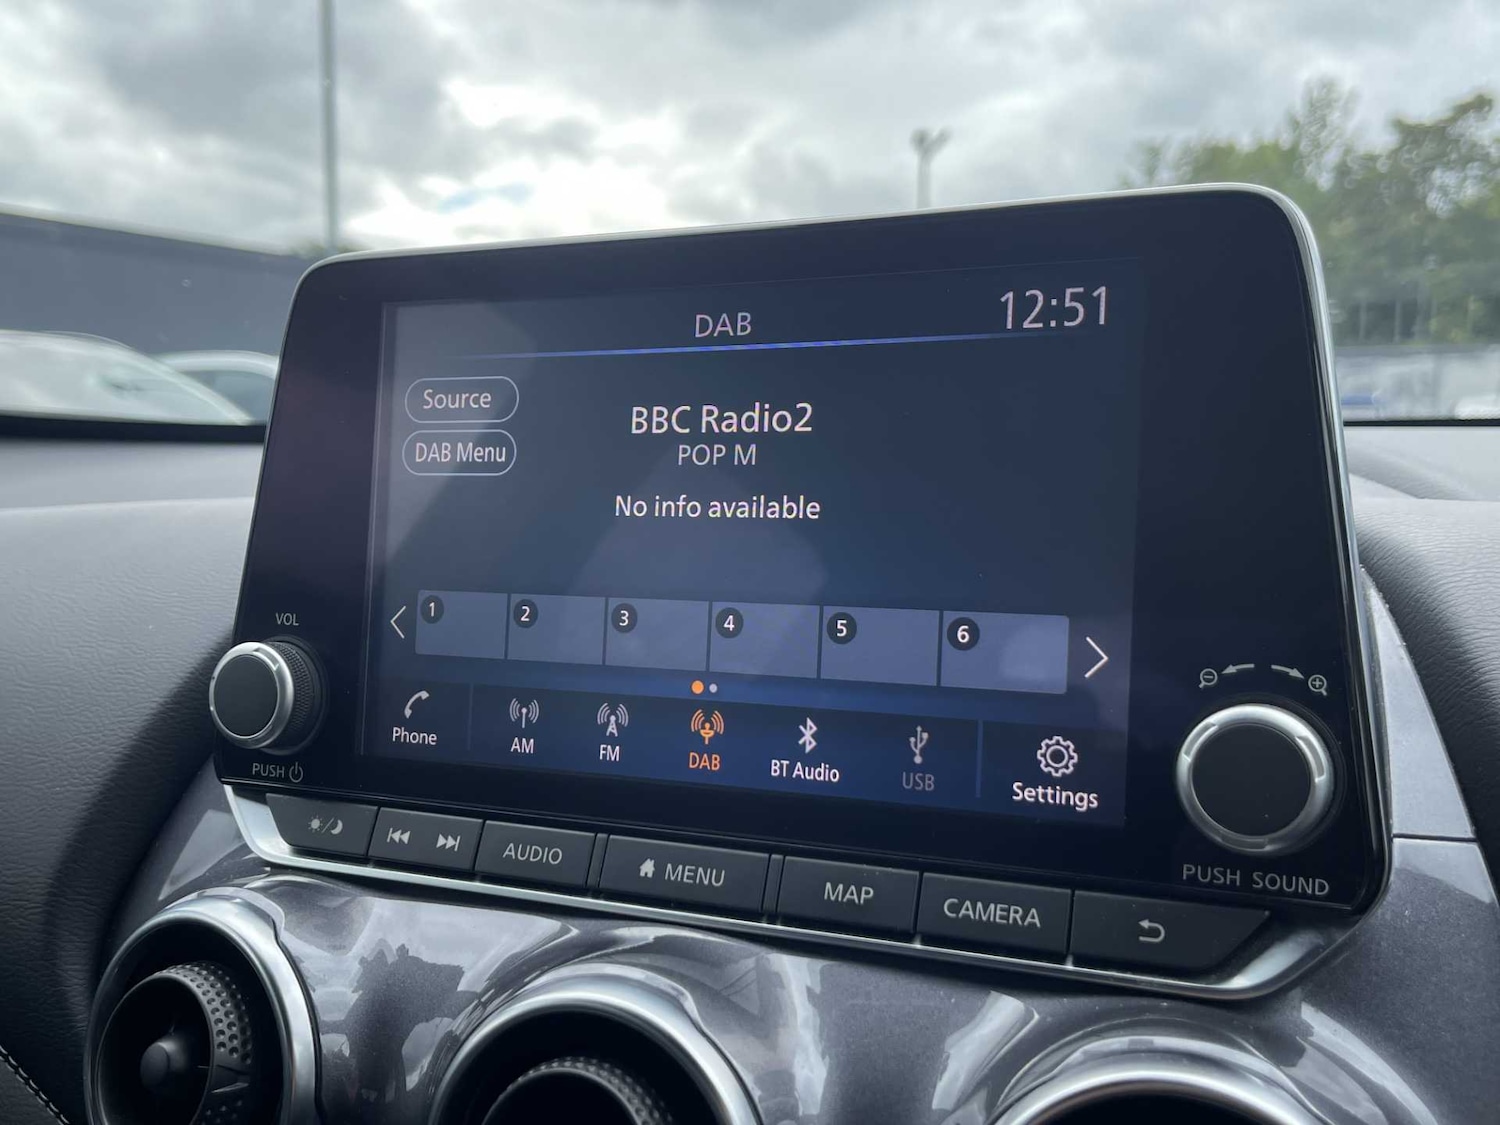 DAB
12:51
Source
DAB Menu
BBC Radio2
POP M
No info available
1 2 3 4 5 6
Phone
AM
FM
DAB
BT Audio
USB
Settings
VOL
PUSH
AUDIO
MENU
MAP
CAMERA
PUSH SOUND